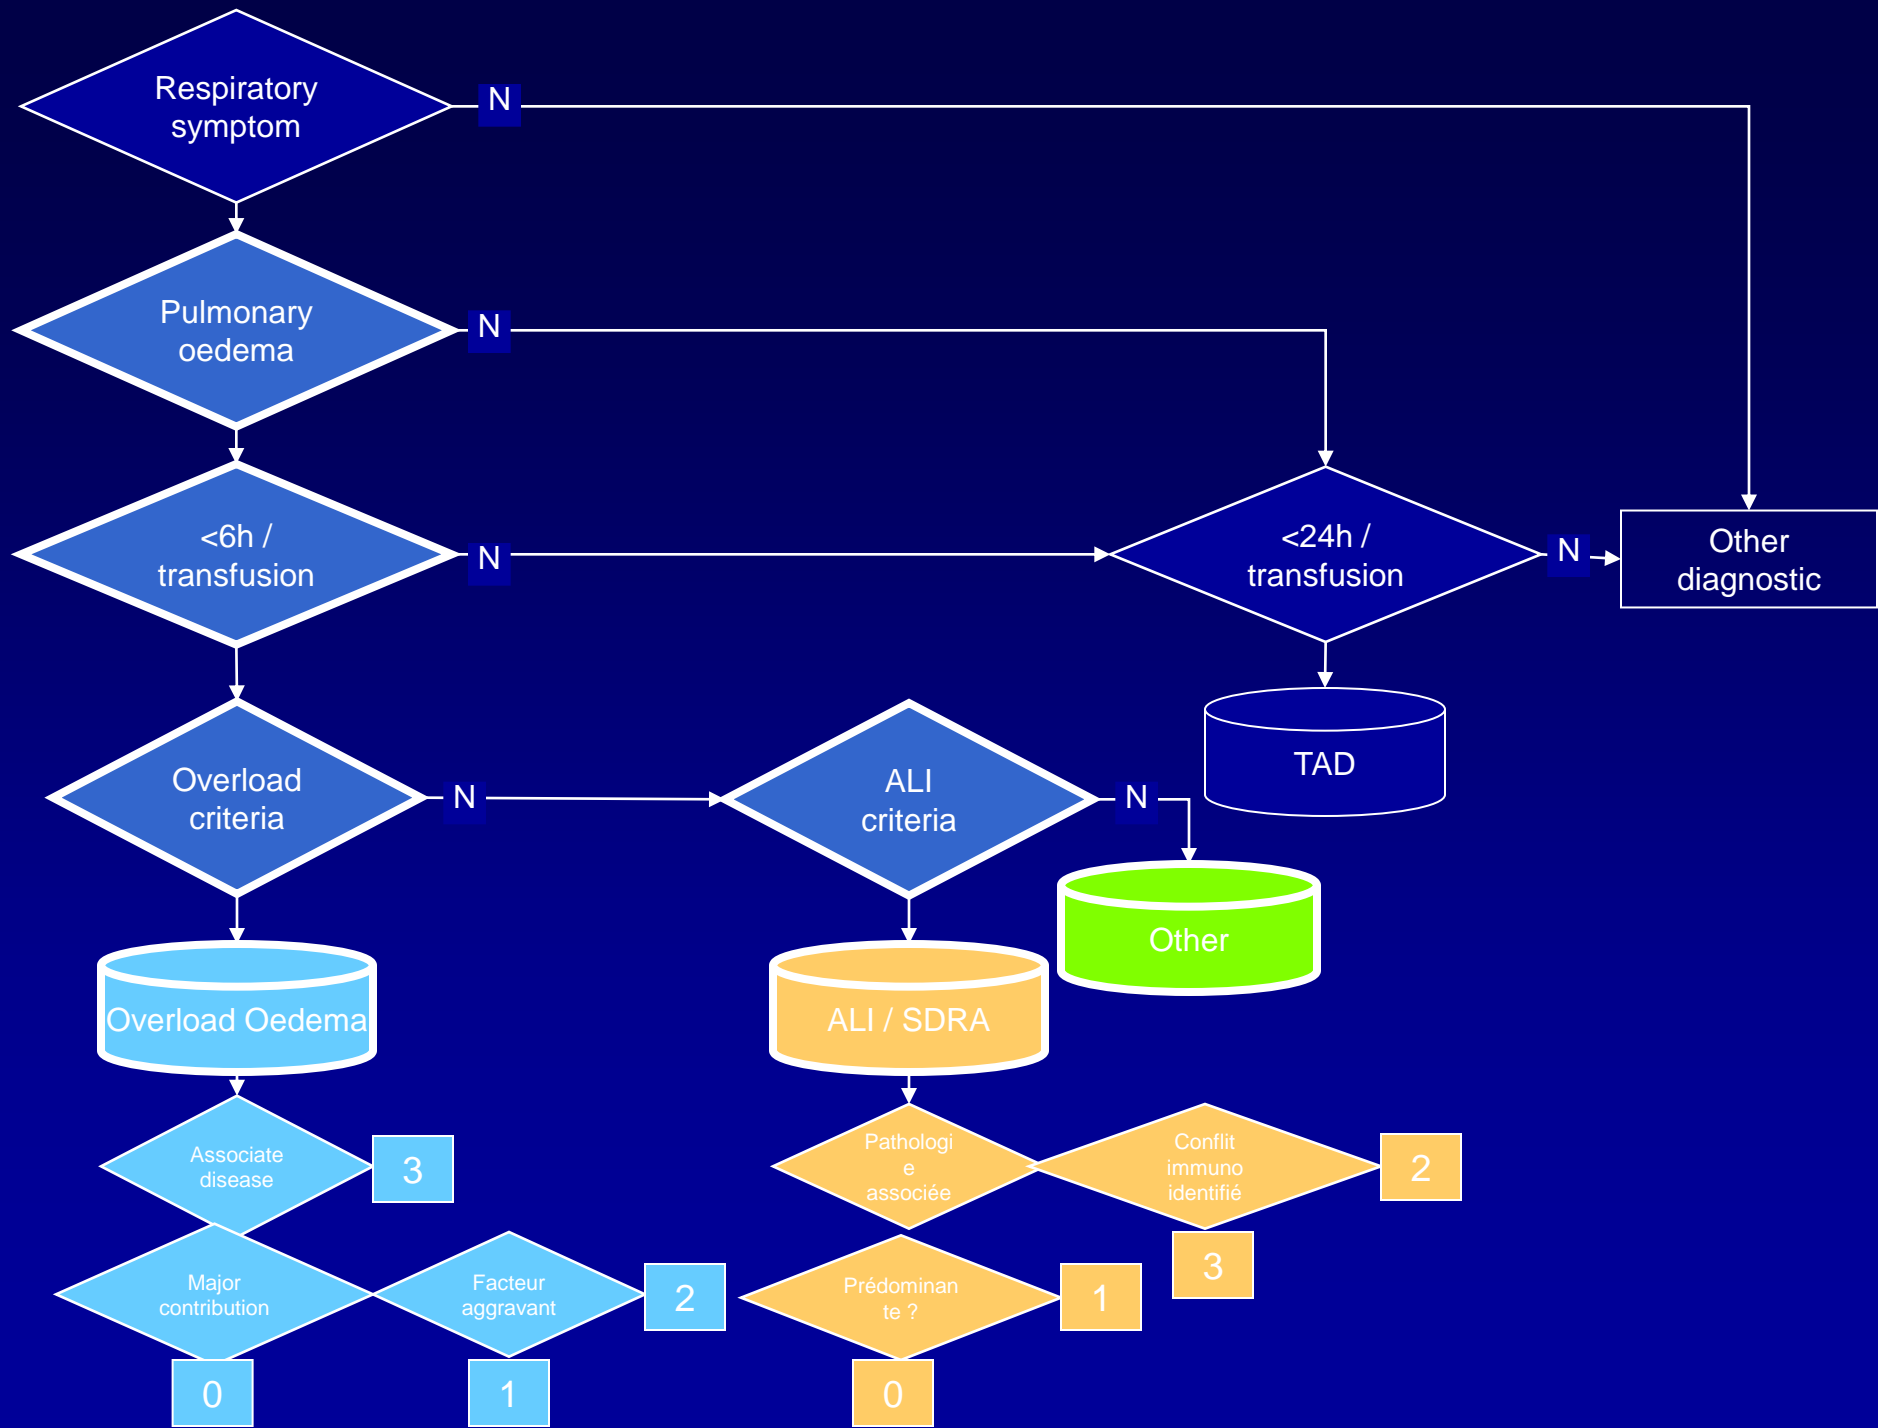 Respiratory
symptom
N
Pulmonary
oedema
N
<6h /
transfusion
N
<24h /
transfusion
N
Other
diagnostic
TAD
Overload
criteria
N
ALI
criteria
N
Other
Overload Oedema
ALI / SDRA
Associate
disease
3
Pathologi
e
associée
Conflit
immuno
identifié
2
3
Major
contribution
Facteur
aggravant
2
Prédominan
te ?
1
0
1
0